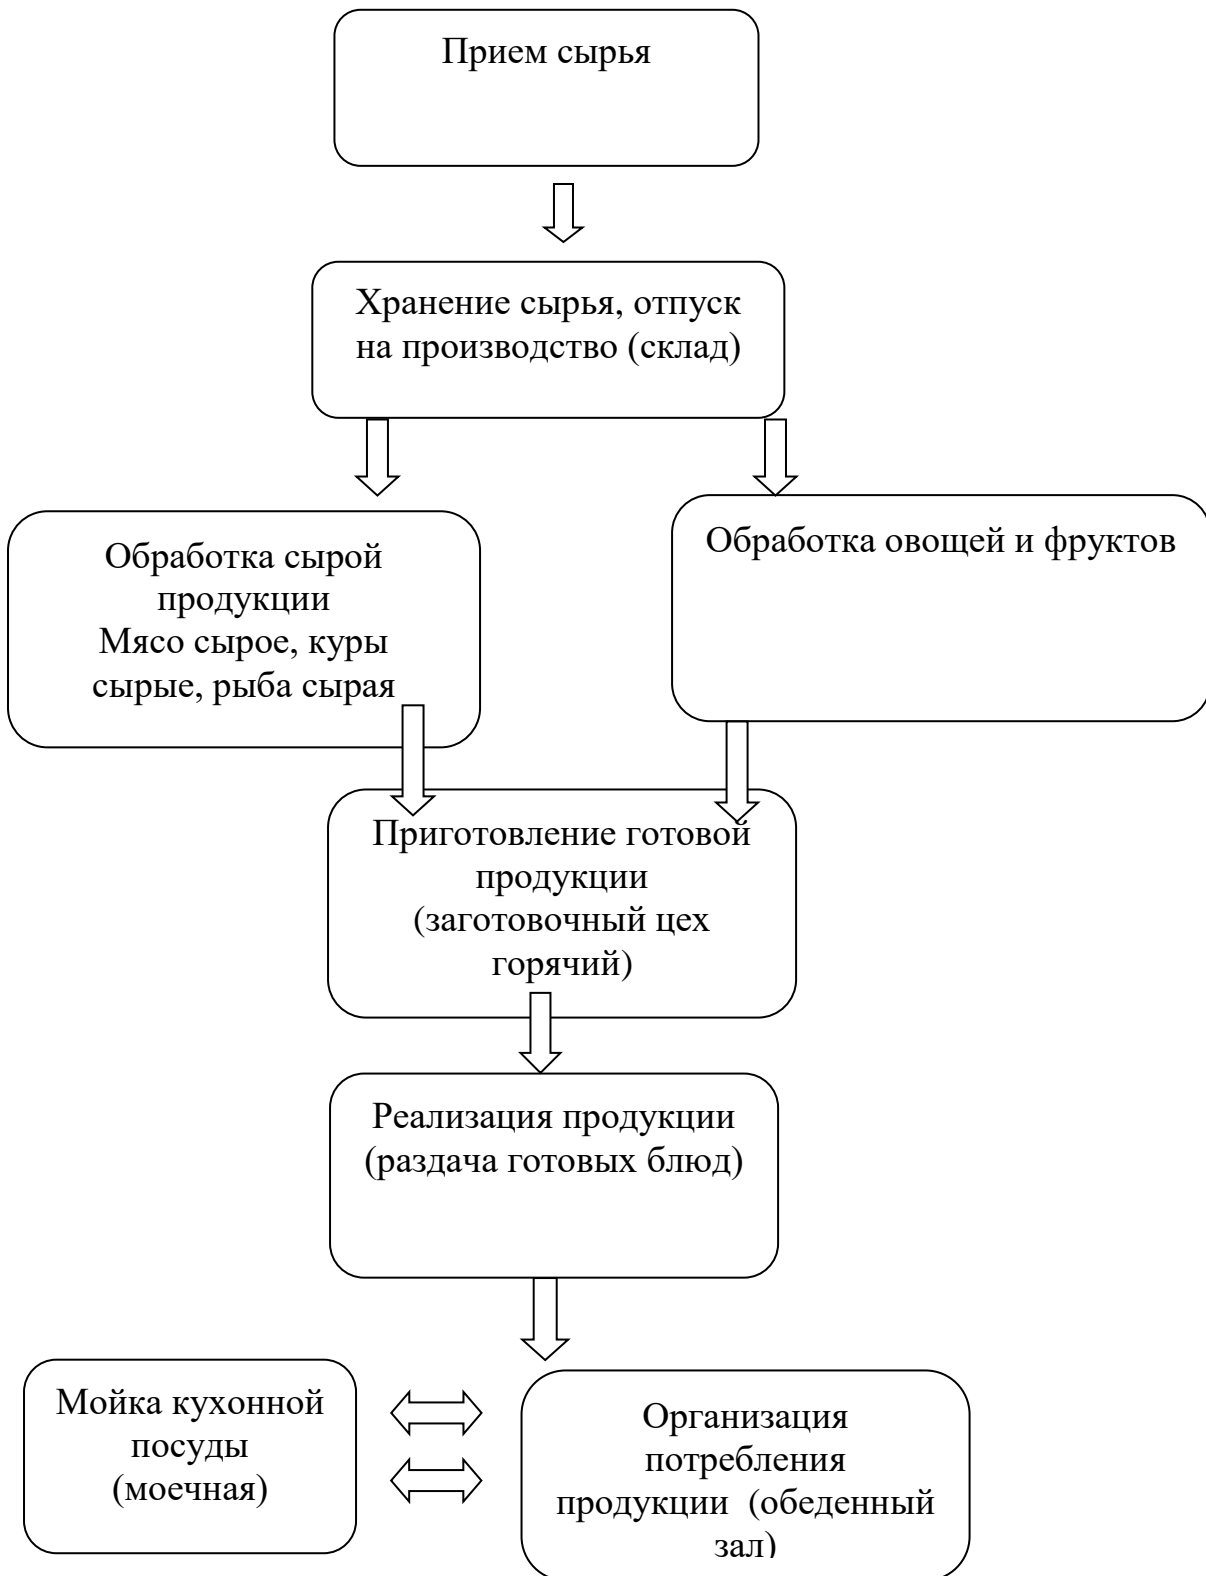 Прием сырья
Хранение сырья, отпуск
на производство (склад)
Обработка сырой
продукции
Мясо сырое, куры
сырые, рыба сырая
Обработка овощей и фруктов
Приготовление готовой
продукции
(заготовочный цех
горячий)
Реализация продукции
(раздача готовых блюд)
Мойка кухонной
посуды
(моечная)
Организация
потребления
продукции (обеденный
зал)